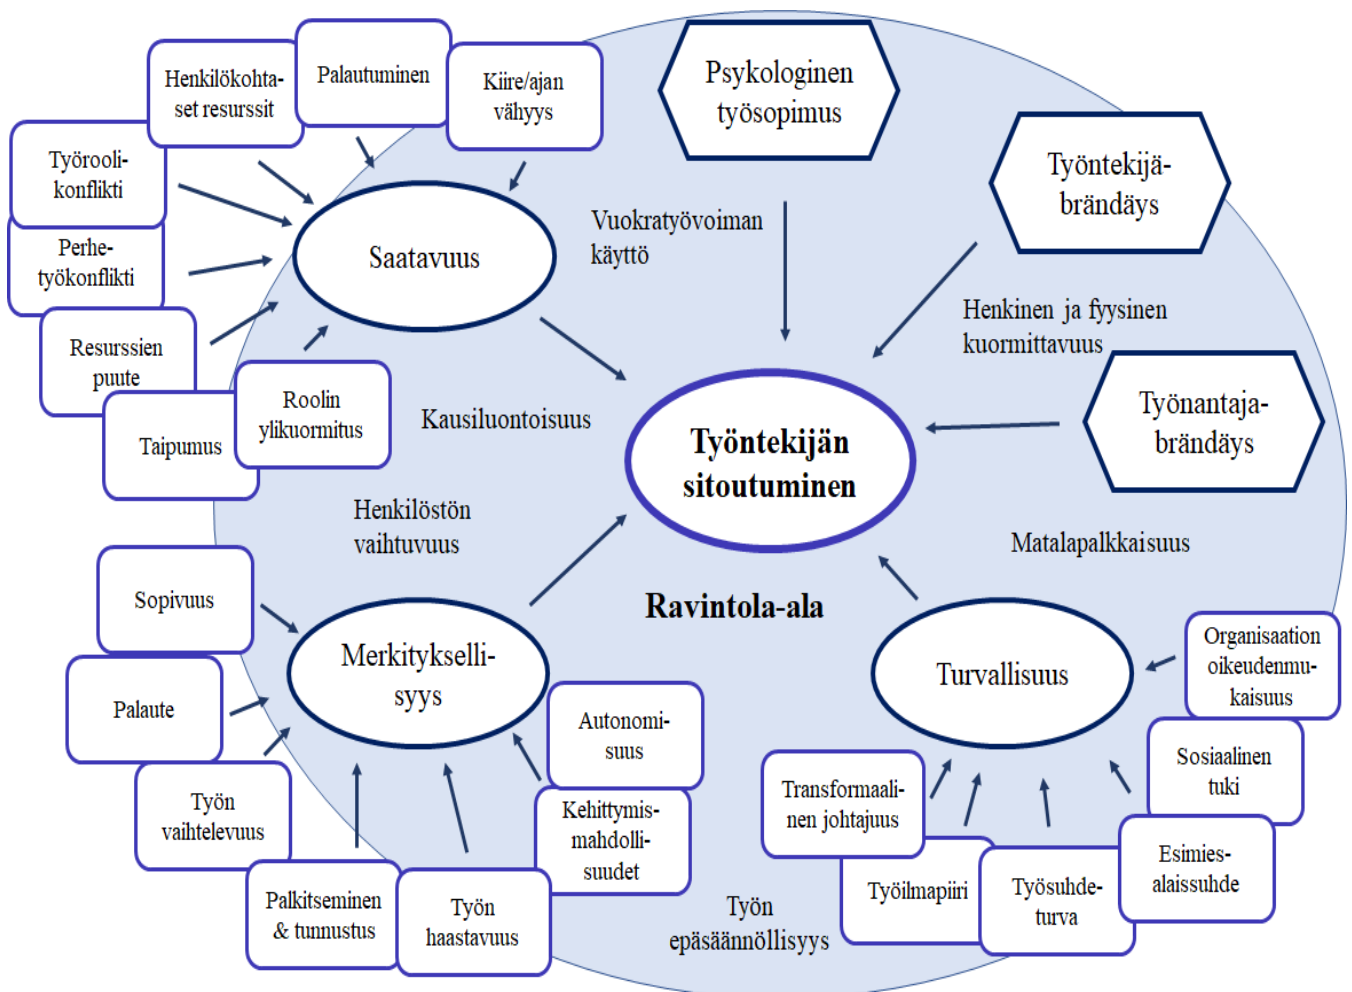 Henkilökohta-
set resurssit
Palautuminen
Kiire/ajan
vähyys
Psykologinen
työsopimus
Työntekijä-
brändäys
Työrooli-
konflikti
Perhe-
työkonflikti
Saatavuus
Vuokratyövoiman
käyttö
Henkinen ja fyysinen
kuormittavuus
Resurssien
puute
Taipumus
Roolin
ylikuormitus
Kausiluontoisuus
Työntekijän
sitoutuminen
Työnantaja-
brändäys
Henkilöstön
vaihtuvuus
Matalapalkkaisuus
Ravintola-ala
Sopivuus
Merkityksellі-
syys
Turvallisuus
Organisaation
oikeudenmu-
kaisuus
Palaute
Autonomi-
suus
Sosiaalinen
tuki
Työn
vaihtelevuus
Kehittymis-
mahdolli-
suudet
Transformaali-
nen johtajuus
Esimies-
alaissuhde
Palkitseminen
& tunnustus
Työn
haastavuus
Työn
epäsäännöllisyys
Työilmapiiri
Työsuhde-
turva